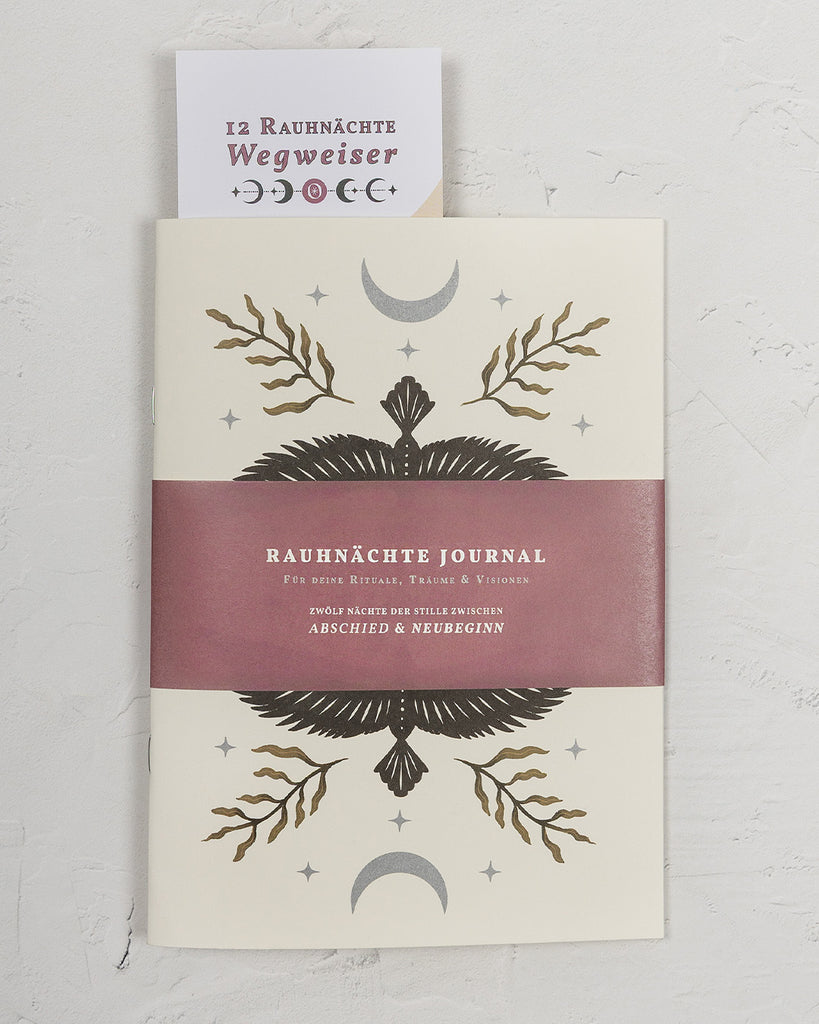 12 Rauhnächte
Wegweiser
RAUHNÄCHTE JOURNAL
Für deine Rituale, Träume & Visionen
ZWÖLF NÄCHTE DER STILLE ZWISCHEN
ABSCHIED & NEUBEGINN